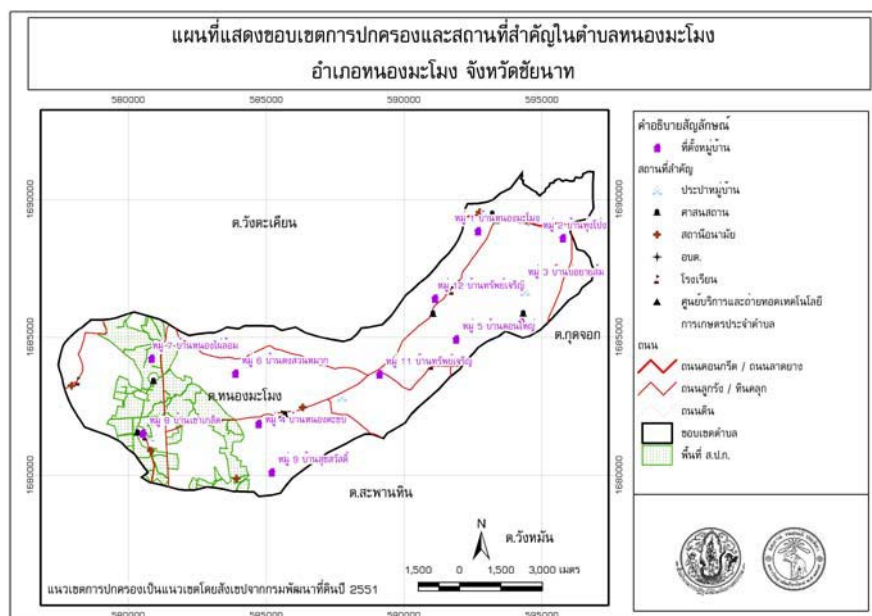 แผนที่แสดงขอบเขตการปกครองและสถานที่สำคัญในตำบลหนองมะโมง
อำเภอหนองมะโมง จังหวัดชัยนาท
580000 585000 590000 595000
1690000
1690000
1685000
1685000
1680000
1680000
ต.วังตะเคียน
หมู่ 1 บ้านหนองมะโมง
หมู่ 2 บ้านทุ่งโปง
หมู่ 3 บ้านบ่อยายส้ม
หมู่ 12 บ้านทรัพย์เจริญ
หมู่ 5 บ้านดอนใหญ่
ต.กุดจอก
หมู่ 7 บ้านหนองไผ่ล้อม
หมู่ 6 บ้านดงสวนหมาก
หมู่ 11 บ้านทรัพย์เจริญ
ต.หนองมะโมง
หมู่ 8 บ้านเขาเกล็ด
หมู่ 4 บ้านหนองตะขบ
หมู่ 9 บ้านสุขสวัสดิ์
ต.สะพานหิน
N
ต.วังหมัน
1,500 0 3,000 เมตร
แนวเขตการปกครองเป็นแนวเขตโดยสังเขปจากกรมพัฒนาที่ดินปี 2551
580000 585000 590000 595000
คำอธิบายสัญลักษณ์
ที่ตั้งหมู่บ้าน
สถานที่สำคัญ
ประปาหมู่บ้าน
ศาสนสถาน
สถานีอนามัย
อบต.
โรงเรียน
ศูนย์บริการและถ่ายทอดเทคโนโลยี
การเกษตรประจำตำบล
ถนน
ถนนคอนกรีต / ถนนลาดยาง
ถนนลูกรัง / หินคลุก
ถนนดิน
ขอบเขตตำบล
พื้นที่ ส.ป.ก.